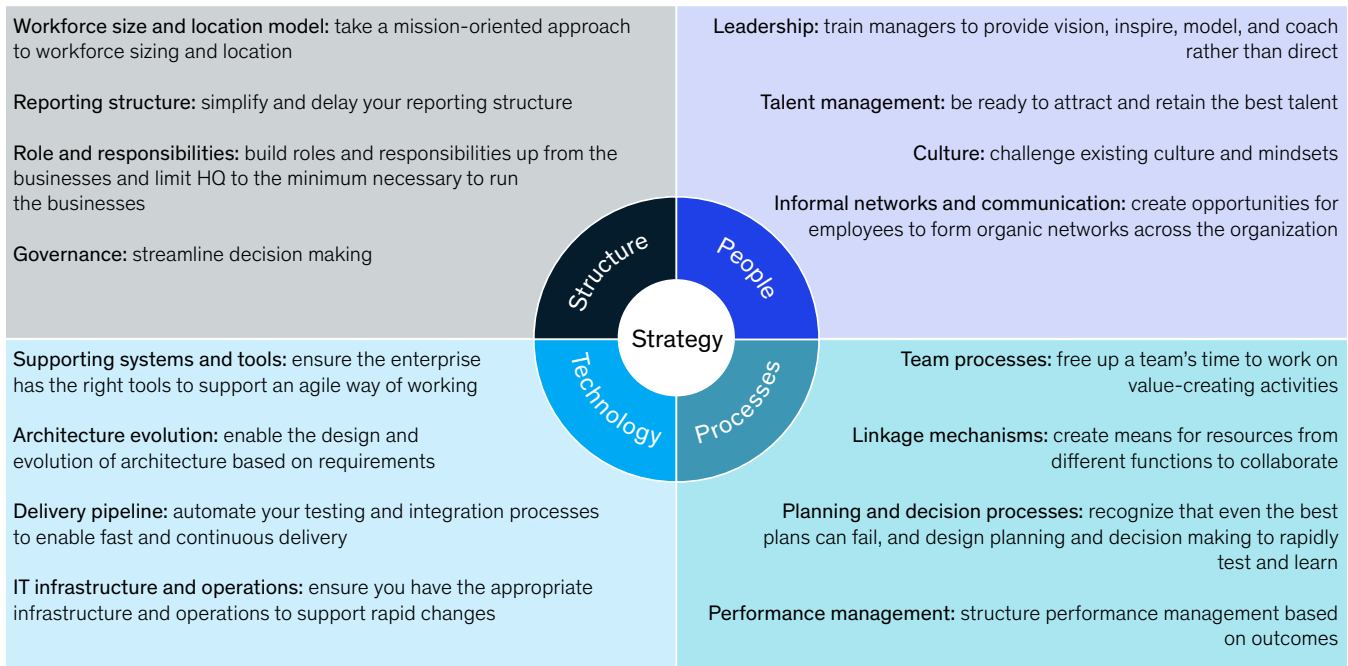 Workforce size and location model: take a mission-oriented approach
to workforce sizing and location
Reporting structure: simplify and delay your reporting structure
Role and responsibilities: build roles and responsibilities up from the
businesses and limit HQ to the minimum necessary to run
the businesses
Governance: streamline decision making
Leadership: train managers to provide vision, inspire, model, and coach
rather than direct
Talent management: be ready to attract and retain the best talent
Culture: challenge existing culture and mindsets
Informal networks and communication: create opportunities for
employees to form organic networks across the organization
Structure
People
Strategy
Technology
Processes
Supporting systems and tools: ensure the enterprise
has the right tools to support an agile way of working
Architecture evolution: enable the design and
evolution of architecture based on requirements
Delivery pipeline: automate your testing and integration processes
to enable fast and continuous delivery
IT infrastructure and operations: ensure you have the appropriate
infrastructure and operations to support rapid changes
Team processes: free up a team's time to work on
value-creating activities
Linkage mechanisms: create means for resources from
different functions to collaborate
Planning and decision processes: recognize that even the best
plans can fail, and design planning and decision making to rapidly
test and learn
Performance management: structure performance management based
on outcomes